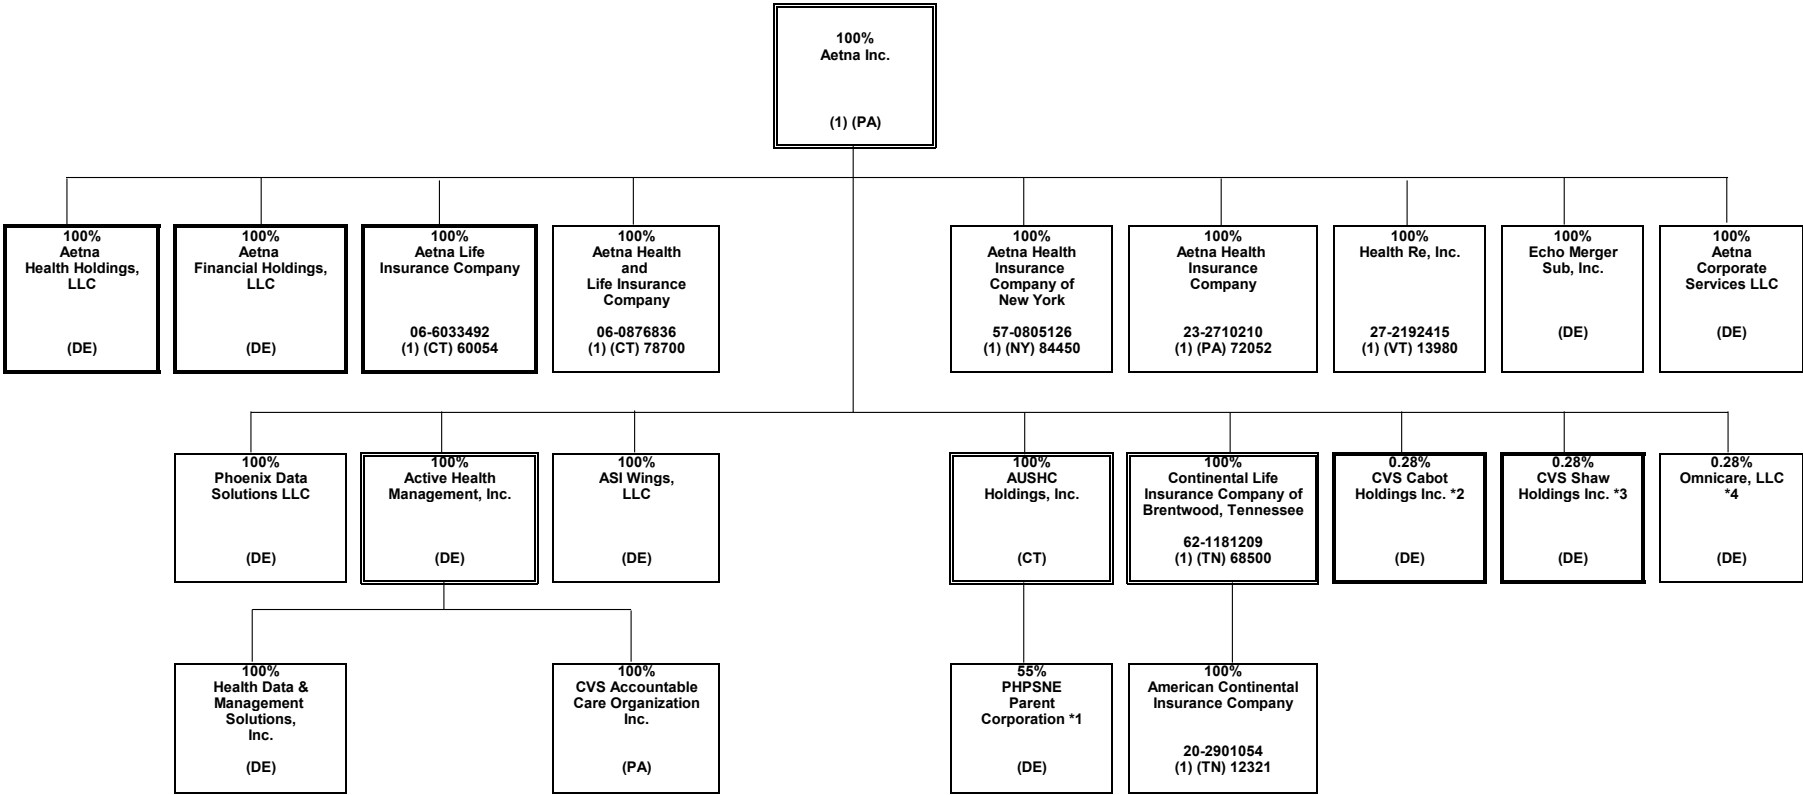 100%
Aetna Inc.
(1) (PA)
100%
Aetna
Health Holdings,
LLC
(DE)
100%
Aetna
Financial Holdings,
LLC
(DE)
100%
Aetna Life
Insurance Company
06-6033492
(1) (CT) 60054
100%
Aetna Health
and
Life Insurance
Company
06-0876836
(1) (CT) 78700
100%
Aetna Health
Insurance
Company of
New York
57-0805126
(1) (NY) 84450
100%
Aetna Health
Insurance
Company
23-2710210
(1) (PA) 72052
100%
Health Re, Inc.
27-2192415
(1) (VT) 13980
100%
Echo Merger
Sub, Inc.
(DE)
100%
Aetna
Corporate
Services LLC
(DE)
100%
Phoenix Data
Solutions LLC
(DE)
100%
Active Health
Management, Inc.
(DE)
100%
ASI Wings,
LLC
(DE)
100%
AUSHC
Holdings, Inc.
(CT)
100%
Continental Life
Insurance Company of
Brentwood, Tennessee
62-1181209
(1) (TN) 68500
0.28%
CVS Cabot
Holdings Inc. *2
(DE)
0.28%
CVS Shaw
Holdings Inc. *3
(DE)
0.28%
Omnicare, LLC
*4
(DE)
100%
Health Data &
Management
Solutions,
Inc.
(DE)
100%
CVS Accountable
Care Organization
Inc.
(PA)
55%
PHPSNE
Parent
Corporation *1
(DE)
100%
American Continental
Insurance Company
20-2901054
(1) (TN) 12321